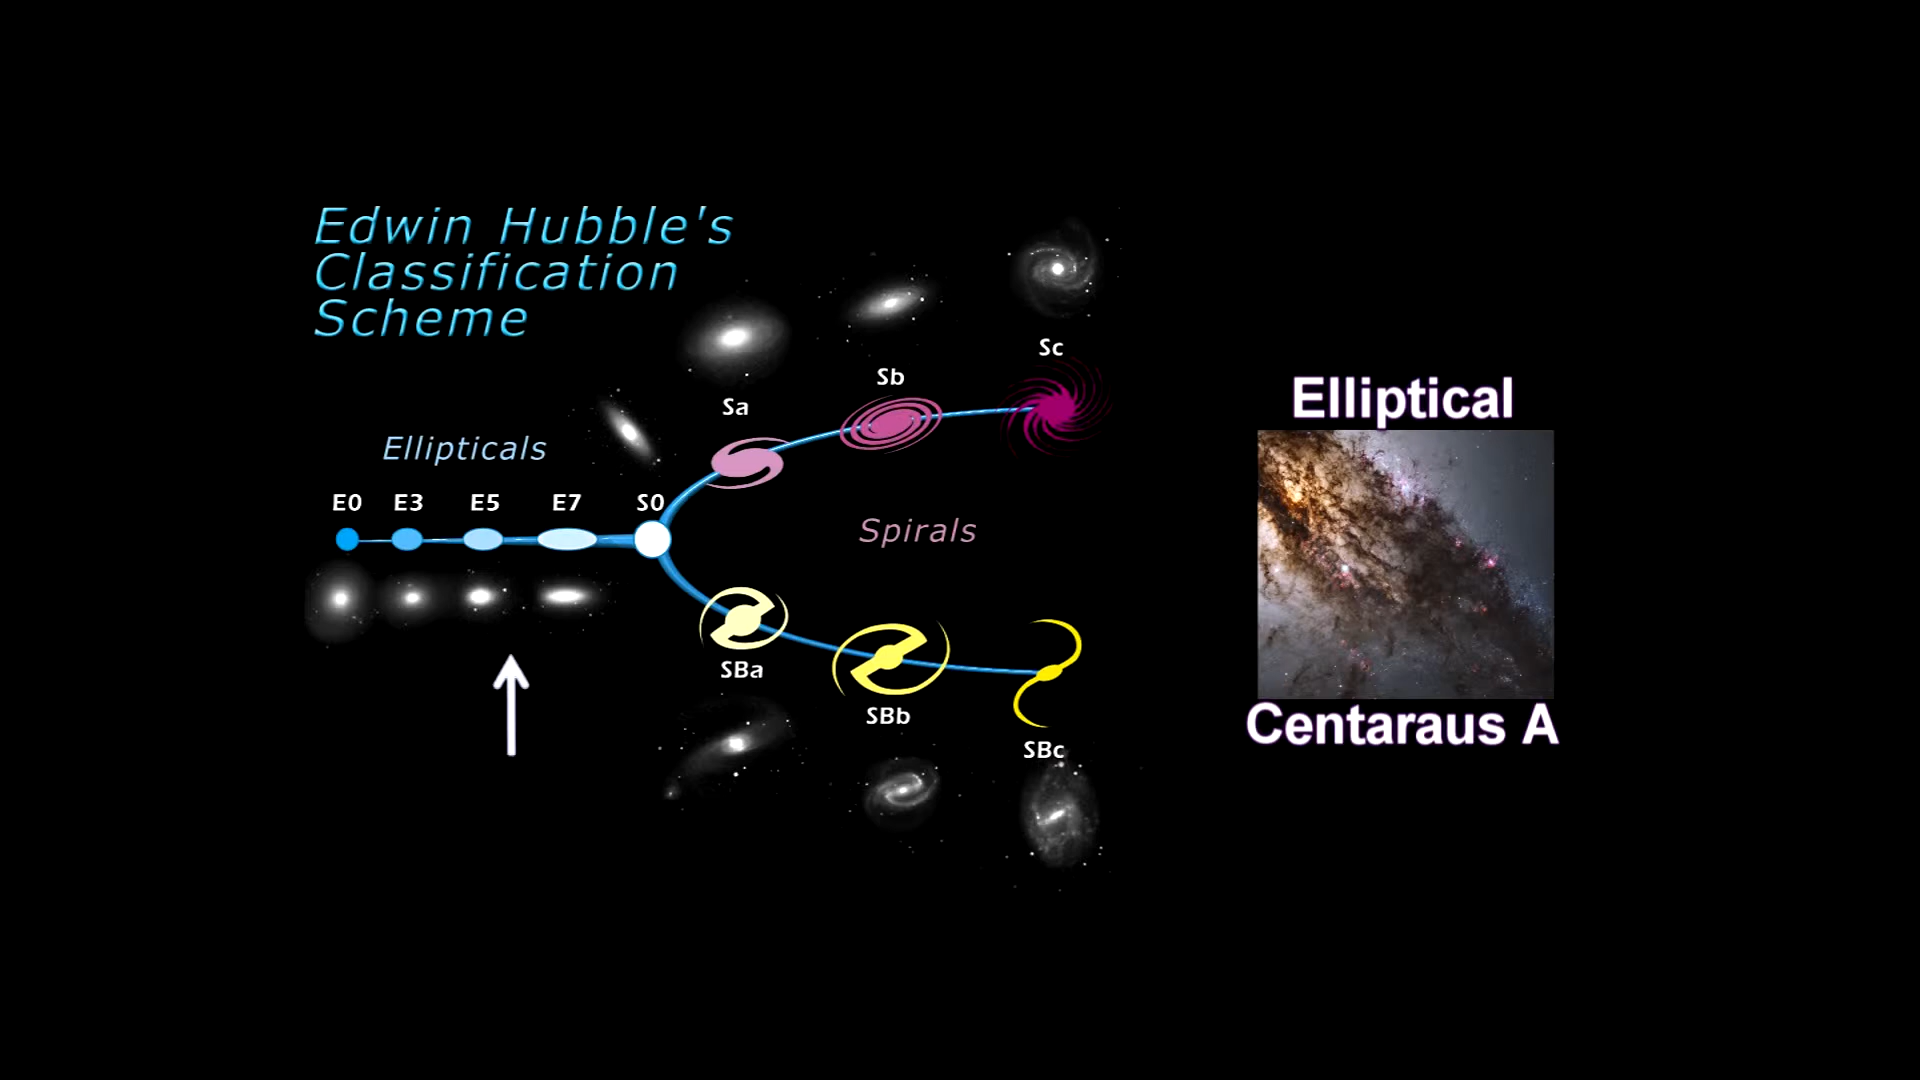 Edwin Hubble's
Classification
Scheme
Ellipticals
E0
E3
E5
E7
S0
Sa
Sb
Sc
Spirals
SBa
SBb
SBc
Elliptical
Centaraus A